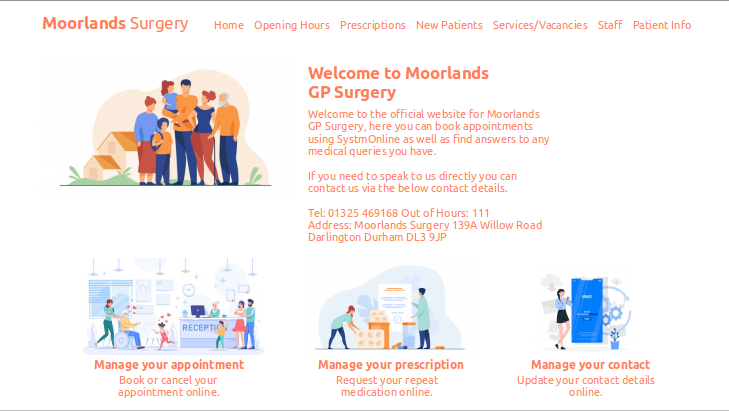 Moorlands Surgery
Home Opening Hours Prescriptions New Patients Services/Vacancies Staff Patient Info
Welcome to Moorlands
GP Surgery
Welcome to the official website for Moorlands
GP Surgery, here you can book appointments
using SystmOnline as well as find answers to any
medical queries you have.
If you need to speak to us directly you can
contact us via the below contact details.
Tel: 01325 469168 Out of Hours: 111
Address: Moorlands Surgery 139A Willow Road
Darlington Durham DL3 9JP
RECEPTION
Manage your appointment
Book or cancel your
appointment online.
Manage your prescription
Request your repeat
medication online.
Manage your contact
Update your contact details
online.